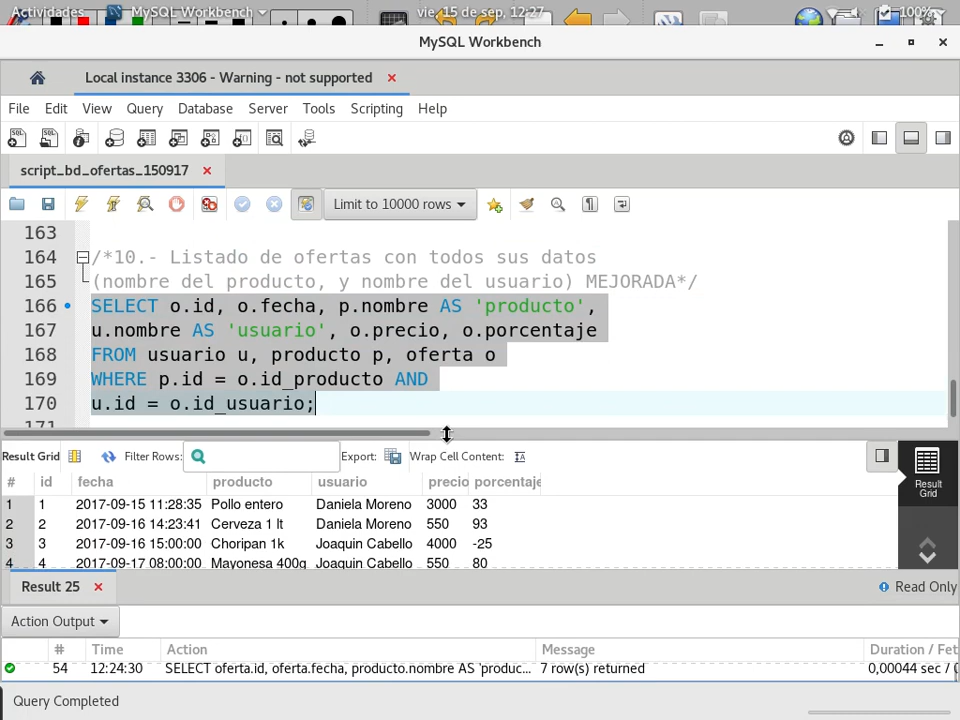 Actividades MySQL Workbench vie, 15 de sep, 12:27 100%
MySQL Workbench
Local instance 3306 - Warning - not supported
File Edit View Query Database Server Tools Scripting Help
script_bd_ofertas_150917
Limit to 10000 rows
163
164 /*10.- Listado de ofertas con todos sus datos
165 (nombre del producto, y nombre del usuario) MEJORADA*/
166 SELECT o.id, o.fecha, p.nombre AS 'producto',
167 u.nombre AS 'usuario', o.precio, o.porcentaje
168 FROM usuario u, producto p, oferta o
169 WHERE p.id = o.id_producto AND
170 u.id = o.id_usuario;
171
Result Grid Filter Rows: Export: Wrap Cell Content:
# id fecha producto usuario precio porcentaje
1 1 2017-09-15 11:28:35 Pollo entero Daniela Moreno 3000 33
2 2 2017-09-16 14:23:41 Cerveza 1 lt Daniela Moreno 550 93
3 3 2017-09-16 15:00:00 Choripan 1k Joaquin Cabello 4000 -25
4 4 2017-09-17 08:00:00 Mayonesa 400g Joaquin Cabello 550 80
Result Grid
Result 25 Read Only
Action Output
# Time Action Message Duration / Fet
54 12:24:30 SELECT oferta.id, oferta.fecha, producto.nombre AS 'produc... 7 row(s) returned 0,00044 sec /
Query Completed